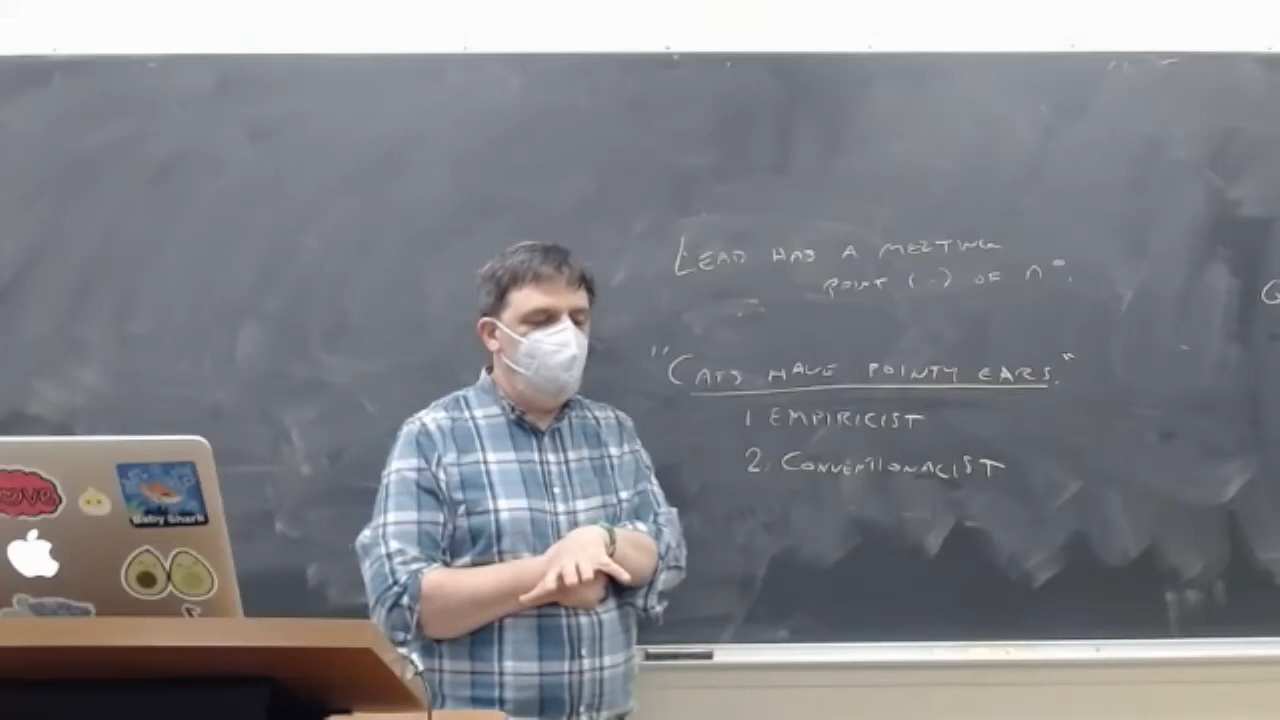 LEAD HAS A MELTING
POINT (-) OF n°.
"CATS HAVE POINTY EARS."
1 EMPIRICIST
2. CONVENTIONALIST
LOVE
Baby Shark